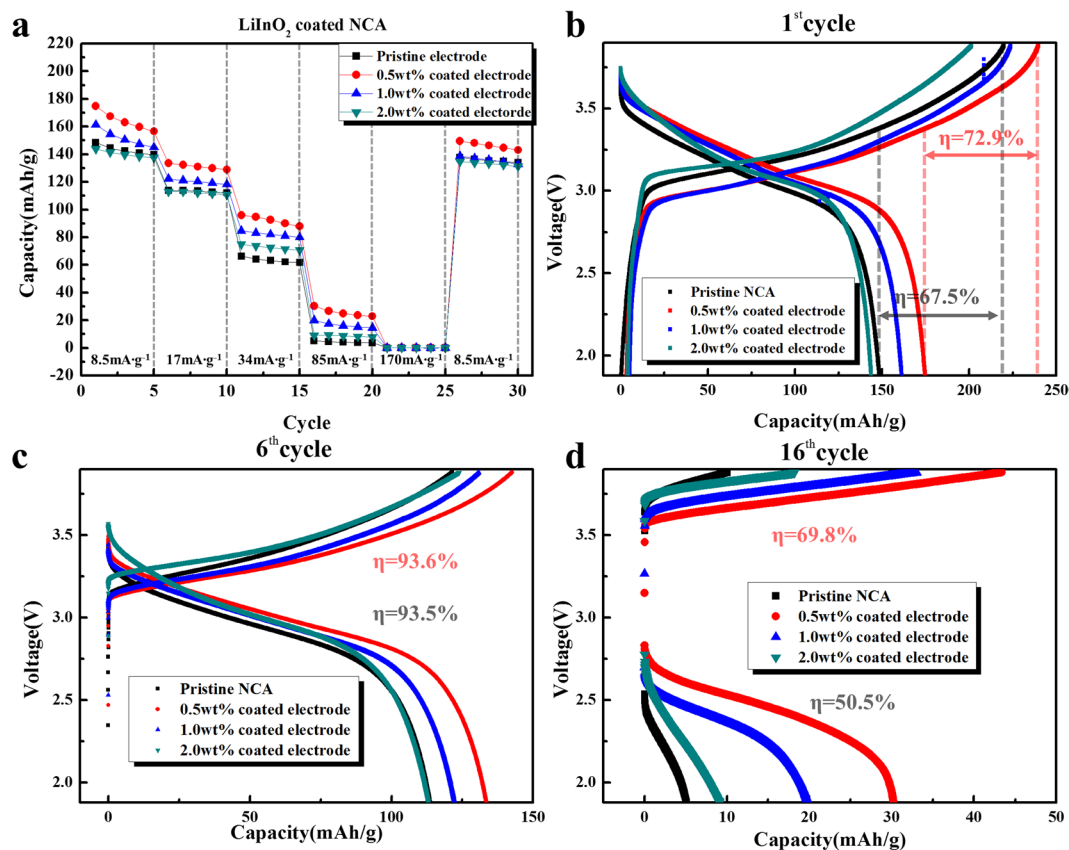 a
LiInO₂ coated NCA
220
200
180
160
140
120
100
80
60
40
20
0
-20
Capacity(mAh/g)
Pristine electrode
0.5wt% coated electrode
1.0wt% coated electrode
2.0wt% coated electrode
8.5mA·g⁻¹
17mA·g⁻¹
34mA·g⁻¹
85mA·g⁻¹
170mA·g⁻¹
8.5mA·g⁻¹
0 5 10 15 20 25 30
Cycle
b
1ˢᵗcycle
3.5
3.0
2.5
2.0
Voltage(V)
η=72.9%
η=67.5%
Pristine NCA
0.5wt% coated electrode
1.0wt% coated electrode
2.0wt% coated electrode
0 50 100 150 200 250
Capacity(mAh/g)
c
6ᵗʰcycle
3.5
3.0
2.5
2.0
Voltage(V)
η=93.6%
η=93.5%
Pristine NCA
0.5wt% coated electrode
1.0wt% coated electrode
2.0wt% coated electrode
0 50 100 150
Capacity(mAh/g)
d
16ᵗʰcycle
3.5
3.0
2.5
2.0
Voltage(V)
η=69.8%
Pristine NCA
0.5wt% coated electrode
1.0wt% coated electrode
2.0wt% coated electrode
η=50.5%
0 10 20 30 40 50
Capacity(mAh/g)